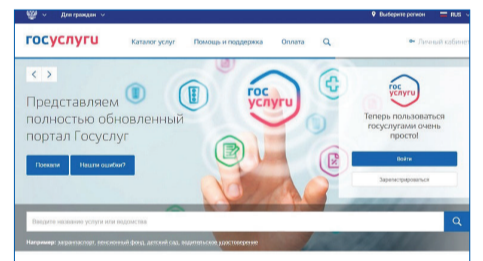 Для граждан
Выберите регион
RUS
госуслуги
Каталог услуг
Помощь и поддержка
Оплата
Личный кабинет
Представляем
полностью обновленный
портал Госуслуг
Поехали
Нашли ошибки?
гос
услуги
гос
услуги
Теперь пользоваться
госуслугами очень
просто!
Войти
Зарегистрироваться
Введите название услуги или ведомства
Например: загранпаспорт, пенсионный фонд, детский сад, водительское удостоверение